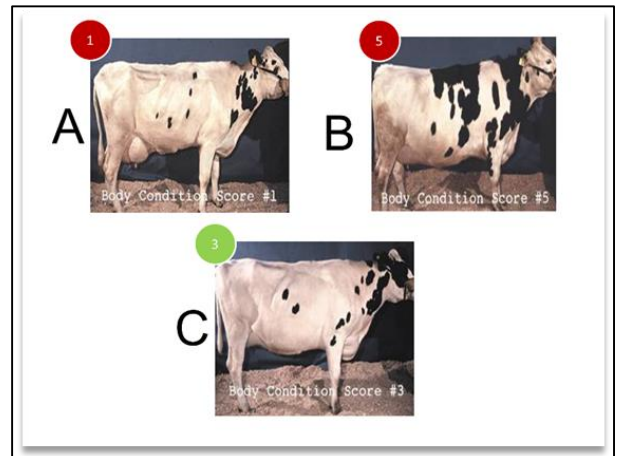 1
A
Body Condition Score #1
5
B
Body Condition Score #5
3
C
Body Condition Score #3